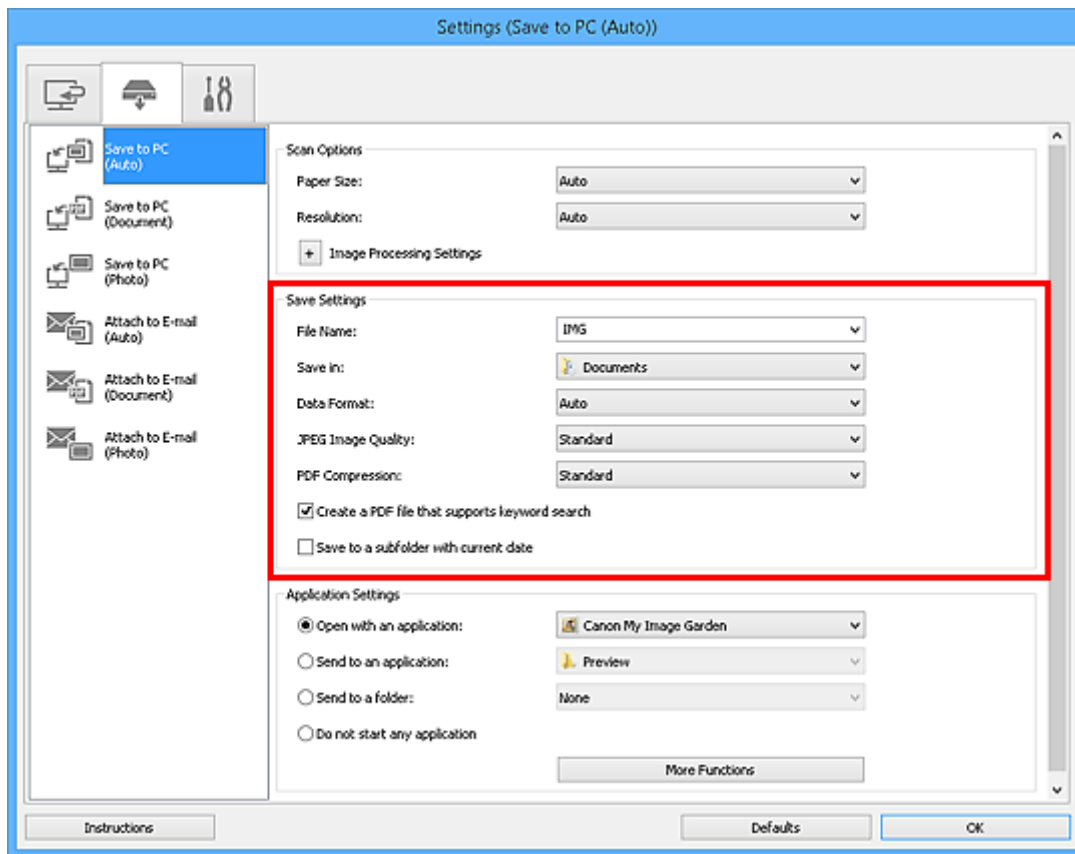 Settings (Save to PC (Auto))
Save to PC
(Auto)
Save to PC
(Document)
Save to PC
(Photo)
Attach to E-mail
(Auto)
Attach to E-mail
(Document)
Attach to E-mail
(Photo)
Scan Options
Paper Size: Auto
Resolution: Auto
+ Image Processing Settings
Save Settings
File Name: IMG
Save in: Documents
Data Format: Auto
JPEG Image Quality: Standard
PDF Compression: Standard
Create a PDF file that supports keyword search
Save to a subfolder with current date
Application Settings
Open with an application: Canon My Image Garden
Send to an application: Preview
Send to a folder: None
Do not start any application
More Functions
Instructions Defaults OK